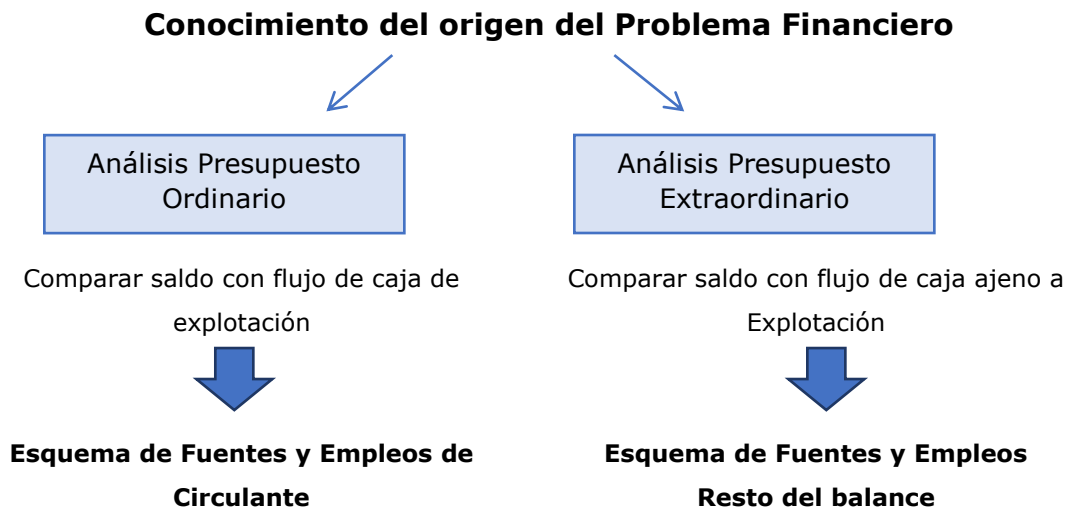 Conocimiento del origen del Problema Financiero
Análisis Presupuesto
Ordinario
Comparar saldo con flujo de caja de
explotación
Esquema de Fuentes y Empleos de
Circulante
Análisis Presupuesto
Extraordinario
Comparar saldo con flujo de caja ajeno a
Explotación
Esquema de Fuentes y Empleos
Resto del balance